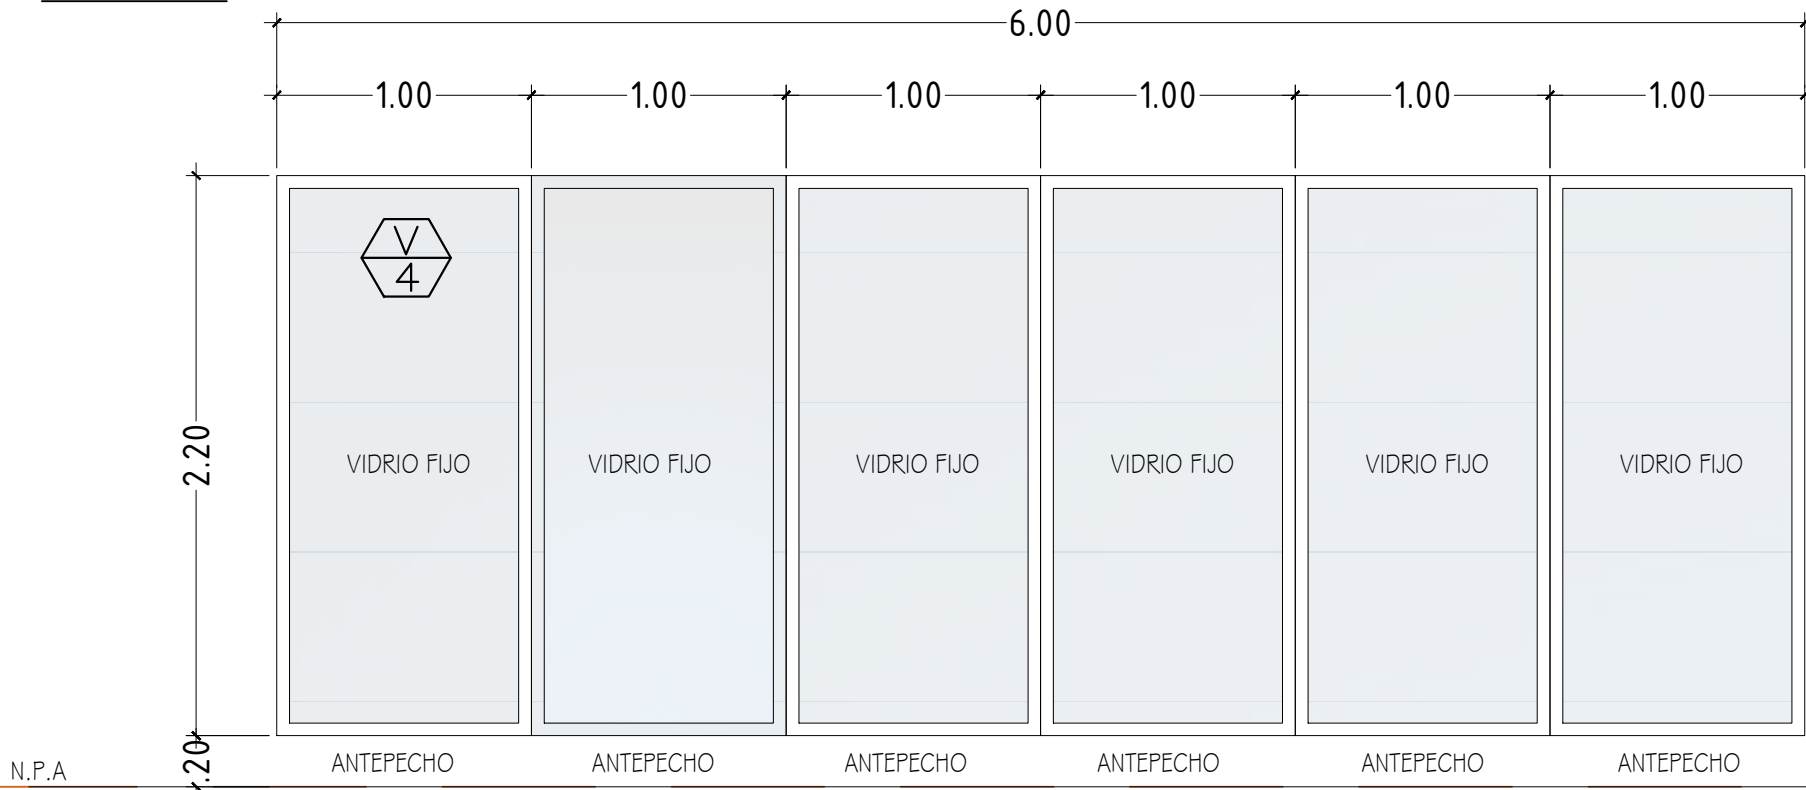 6.00
1.00 1.00 1.00 1.00 1.00 1.00
V
4
2.20
VIDRIO FIJO VIDRIO FIJO VIDRIO FIJO VIDRIO FIJO VIDRIO FIJO VIDRIO FIJO
.20
ANTEPECHO ANTEPECHO ANTEPECHO ANTEPECHO ANTEPECHO ANTEPECHO
N.P.A